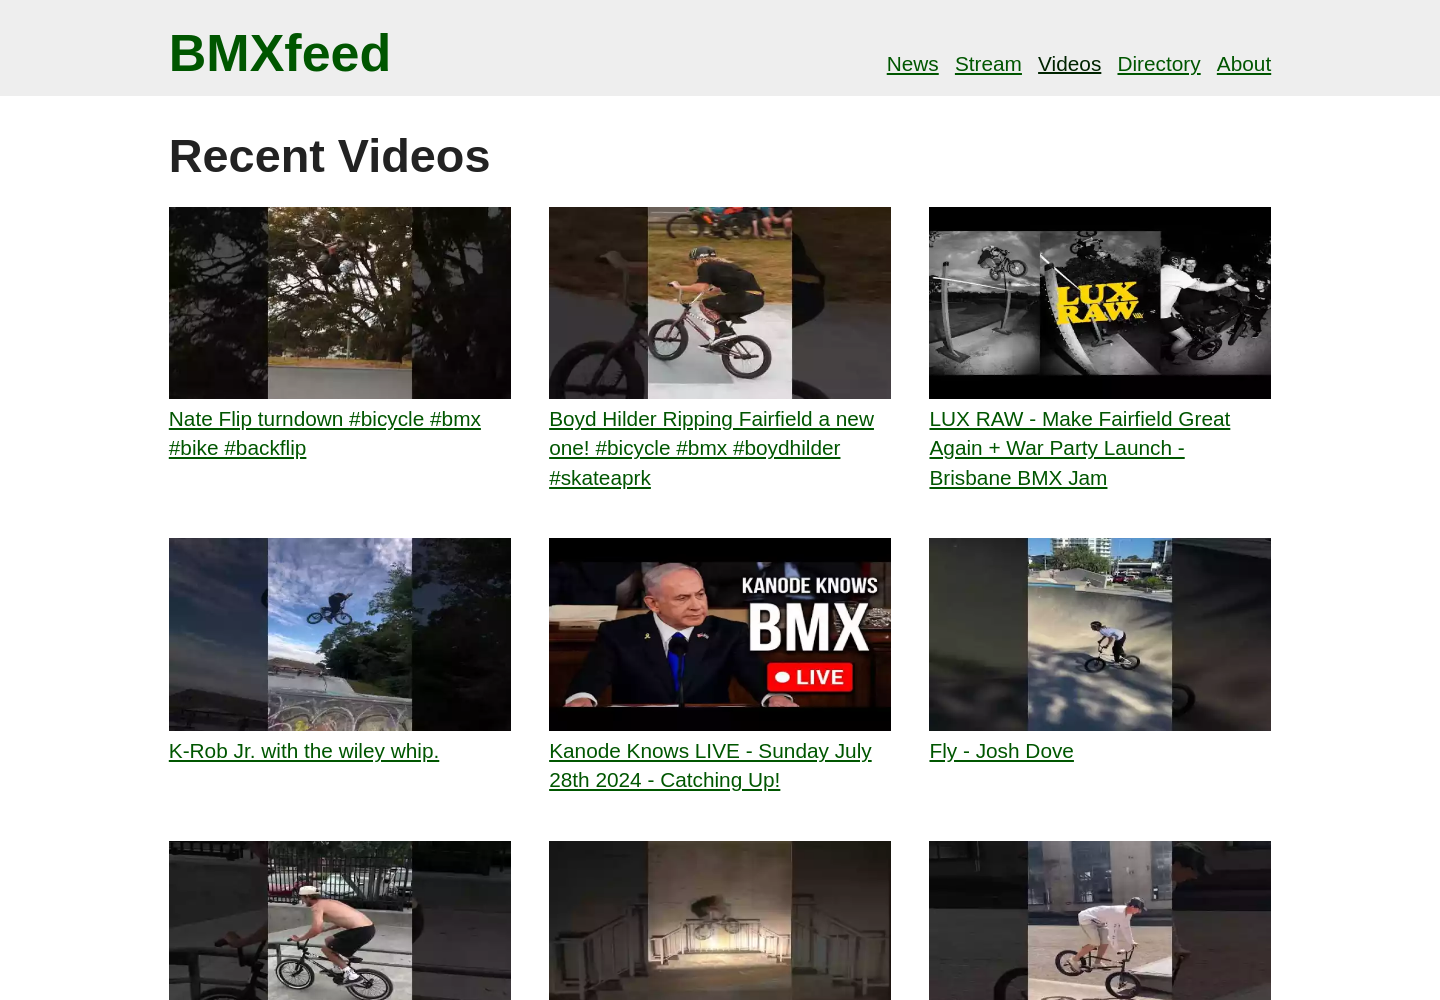 BMXfeed
News Stream Videos Directory About
Recent Videos
LUX
RAW
Nate Flip turndown #bicycle #bmx
#bike #backflip
Boyd Hilder Ripping Fairfield a new
one! #bicycle #bmx #boydhilder
#skateaprk
LUX RAW - Make Fairfield Great
Again + War Party Launch -
Brisbane BMX Jam
KANODE KNOWS
BMX
LIVE
K-Rob Jr. with the wiley whip.
Kanode Knows LIVE - Sunday July
28th 2024 - Catching Up!
Fly - Josh Dove